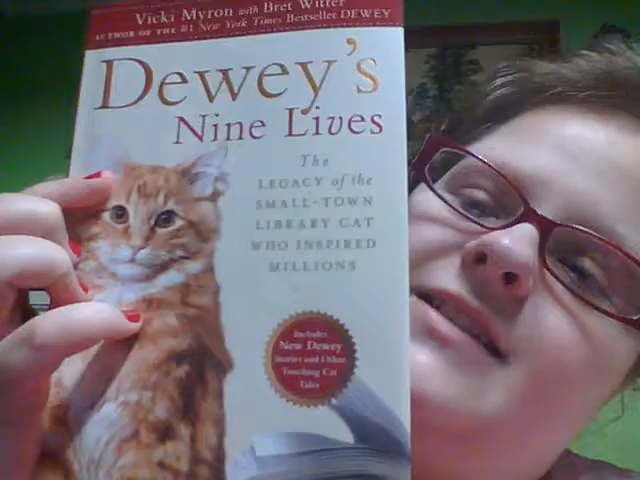 Vicki Myron with Bret Witter
AUTHOR OF THE #1 New York Times Bestseller DEWEY
Dewey's
Nine Lives
The
LEGACY of the
SMALL-TOWN
LIBRARY CAT
WHO INSPIRED
MILLIONS
Includes
New Dewey
Stories and Other
Touching Cat
Tales